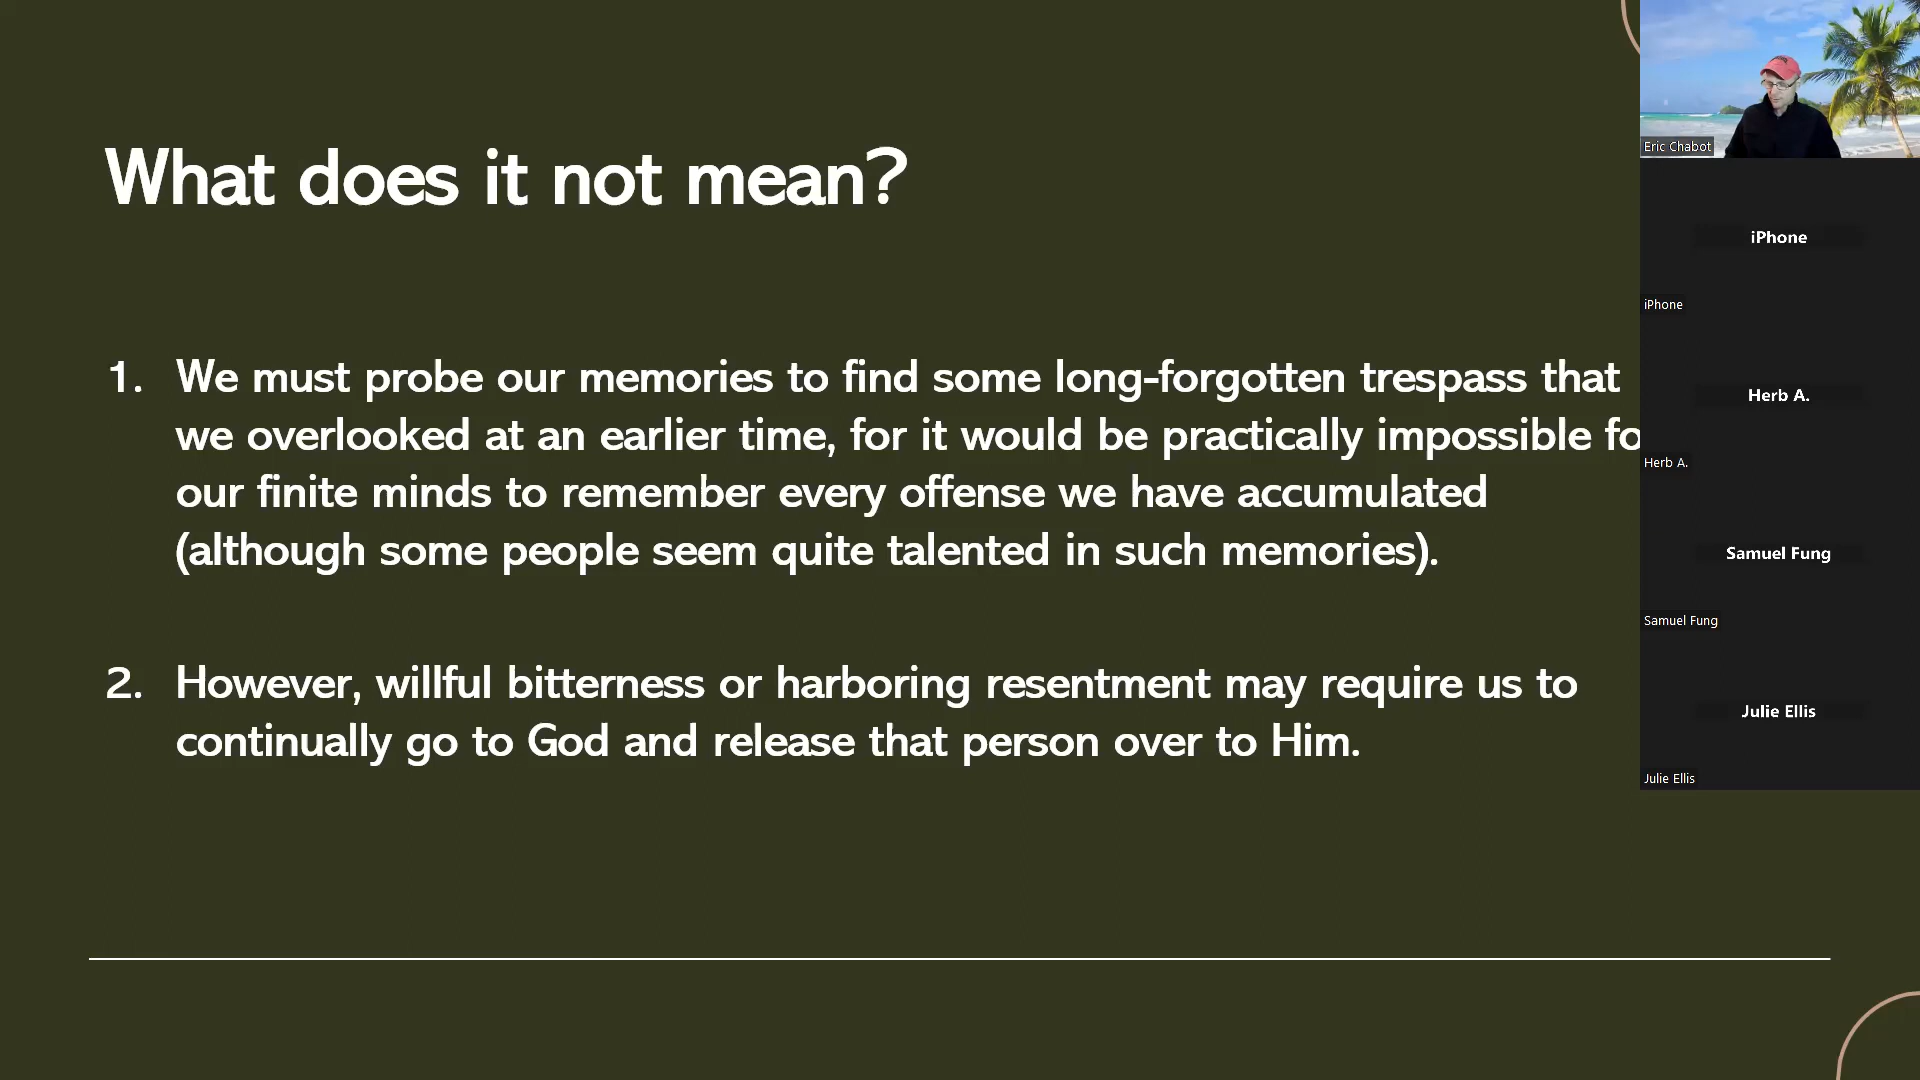 What does it not mean?
1. We must probe our memories to find some long-forgotten trespass that
we overlooked at an earlier time, for it would be practically impossible fo
our finite minds to remember every offense we have accumulated
(although some people seem quite talented in such memories).
2. However, willful bitterness or harboring resentment may require us to
continually go to God and release that person over to Him.
Eric Chabot
iPhone
iPhone
Herb A.
Herb A.
Samuel Fung
Samuel Fung
Julie Ellis
Julie Ellis